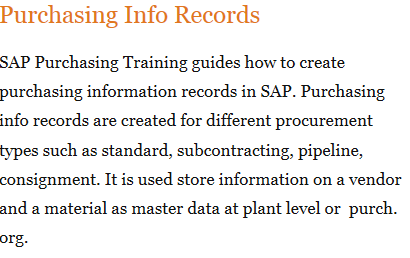 Purchasing Info Records
SAP Purchasing Training guides how to create
purchasing information records in SAP. Purchasing
info records are created for different procurement
types such as standard, subcontracting, pipeline,
consignment. It is used store information on a vendor
and a material as master data at plant level or  purch.
org.